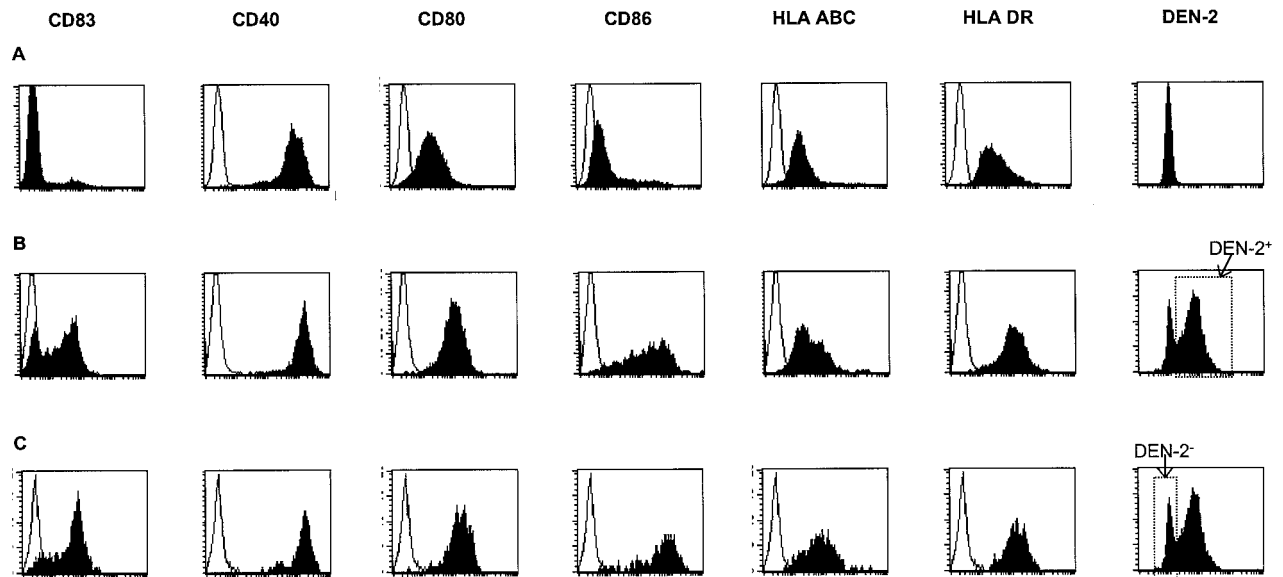 CD83 CD40 CD80 CD86 HLA ABC HLA DR DEN-2
A
B
DEN-2⁺
C
DEN-2⁻